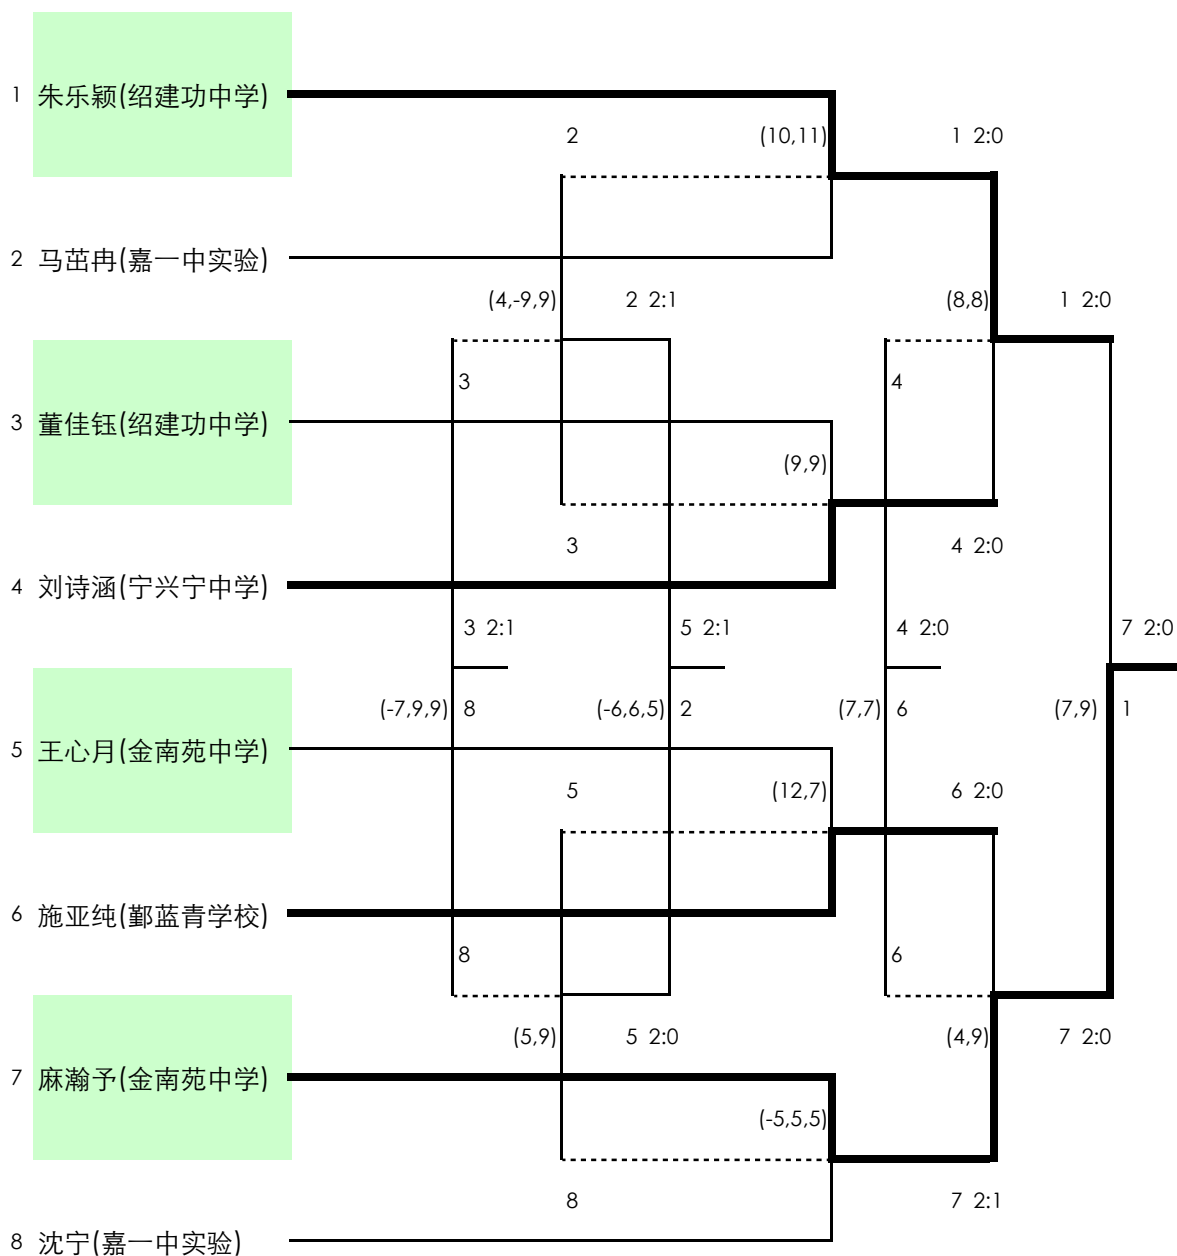 1 朱乐颖(绍建功中学)
2 (10,11) 1 2:0
2 马茁冉(嘉一中实验)
(4,-9,9) 2 2:1 (8,8) 1 2:0
3 4
3 董佳钰(绍建功中学)
(9,9)
3 4 2:0
4 刘诗涵(宁兴宁中学)
3 2:1 5 2:1 4 2:0 7 2:0
(-7,9,9) 8 (-6,6,5) 2 (7,7) 6 (7,9) 1
5 王心月(金南苑中学)
5 (12,7) 6 2:0
6 施亚纯(鄞蓝青学校)
8 6
(5,9) 5 2:0 (4,9) 7 2:0
7 麻瀚予(金南苑中学)
(-5,5,5)
8 7 2:1
8 沈宁(嘉一中实验)